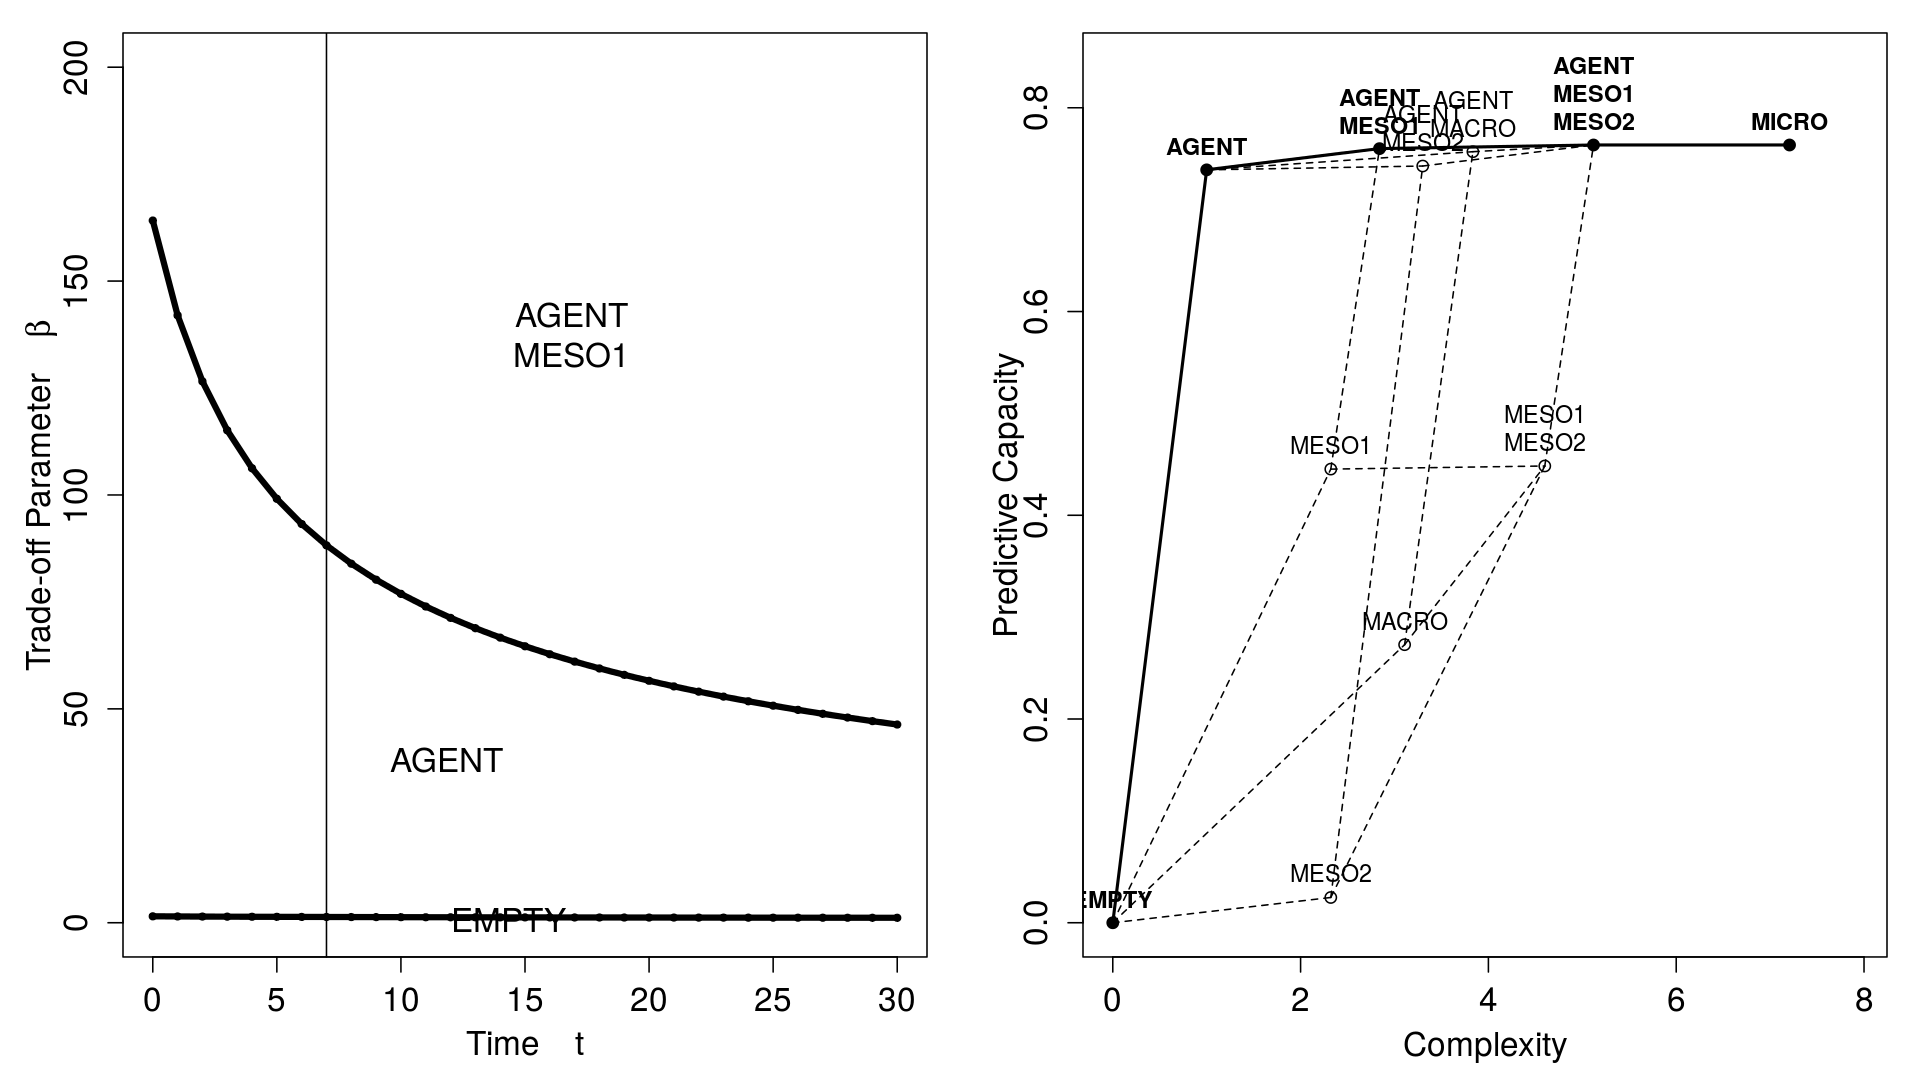 200
150
100
50
0
Trade-off Parameter β
AGENT
MESO1
AGENT
EMPTY
0 5 10 15 20 25 30
Time t
0.8
0.6
0.4
0.2
0.0
Predictive Capacity
AGENT
AGENT
MESO1
AGENT
MESO2
AGENT
MACRO
AGENT
MESO1
MESO2
MICRO
MESO1
MESO1
MESO2
MACRO
MESO2
EMPTY
0 2 4 6 8
Complexity